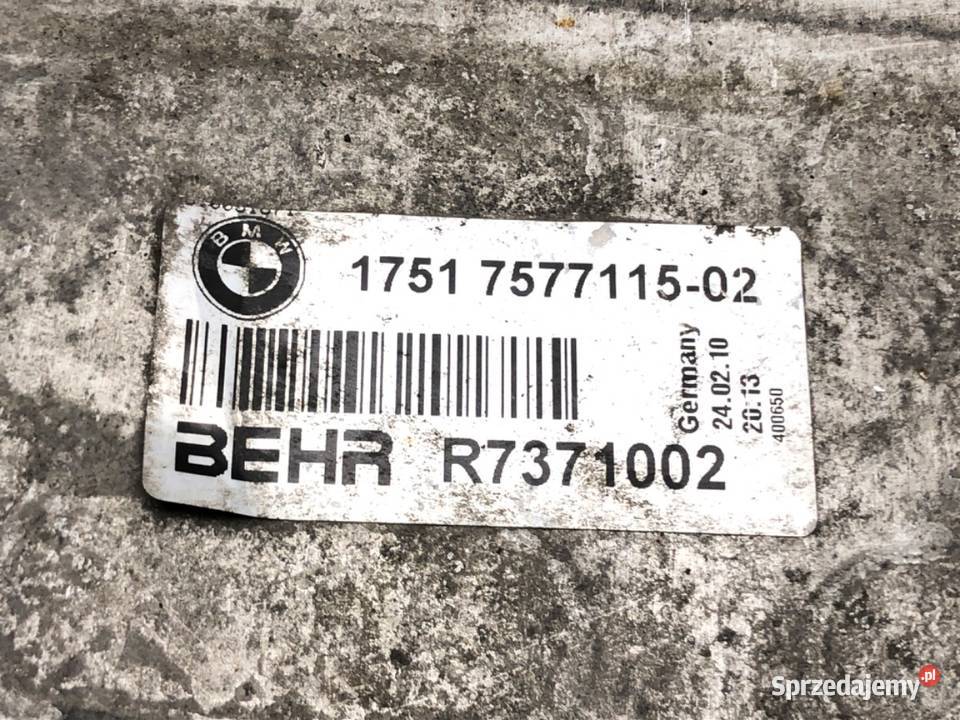 BMW
1751 7577115-02
Germany
24.02.10
20:13
400650
BEHR R7371002
Sprzedajemy.pl